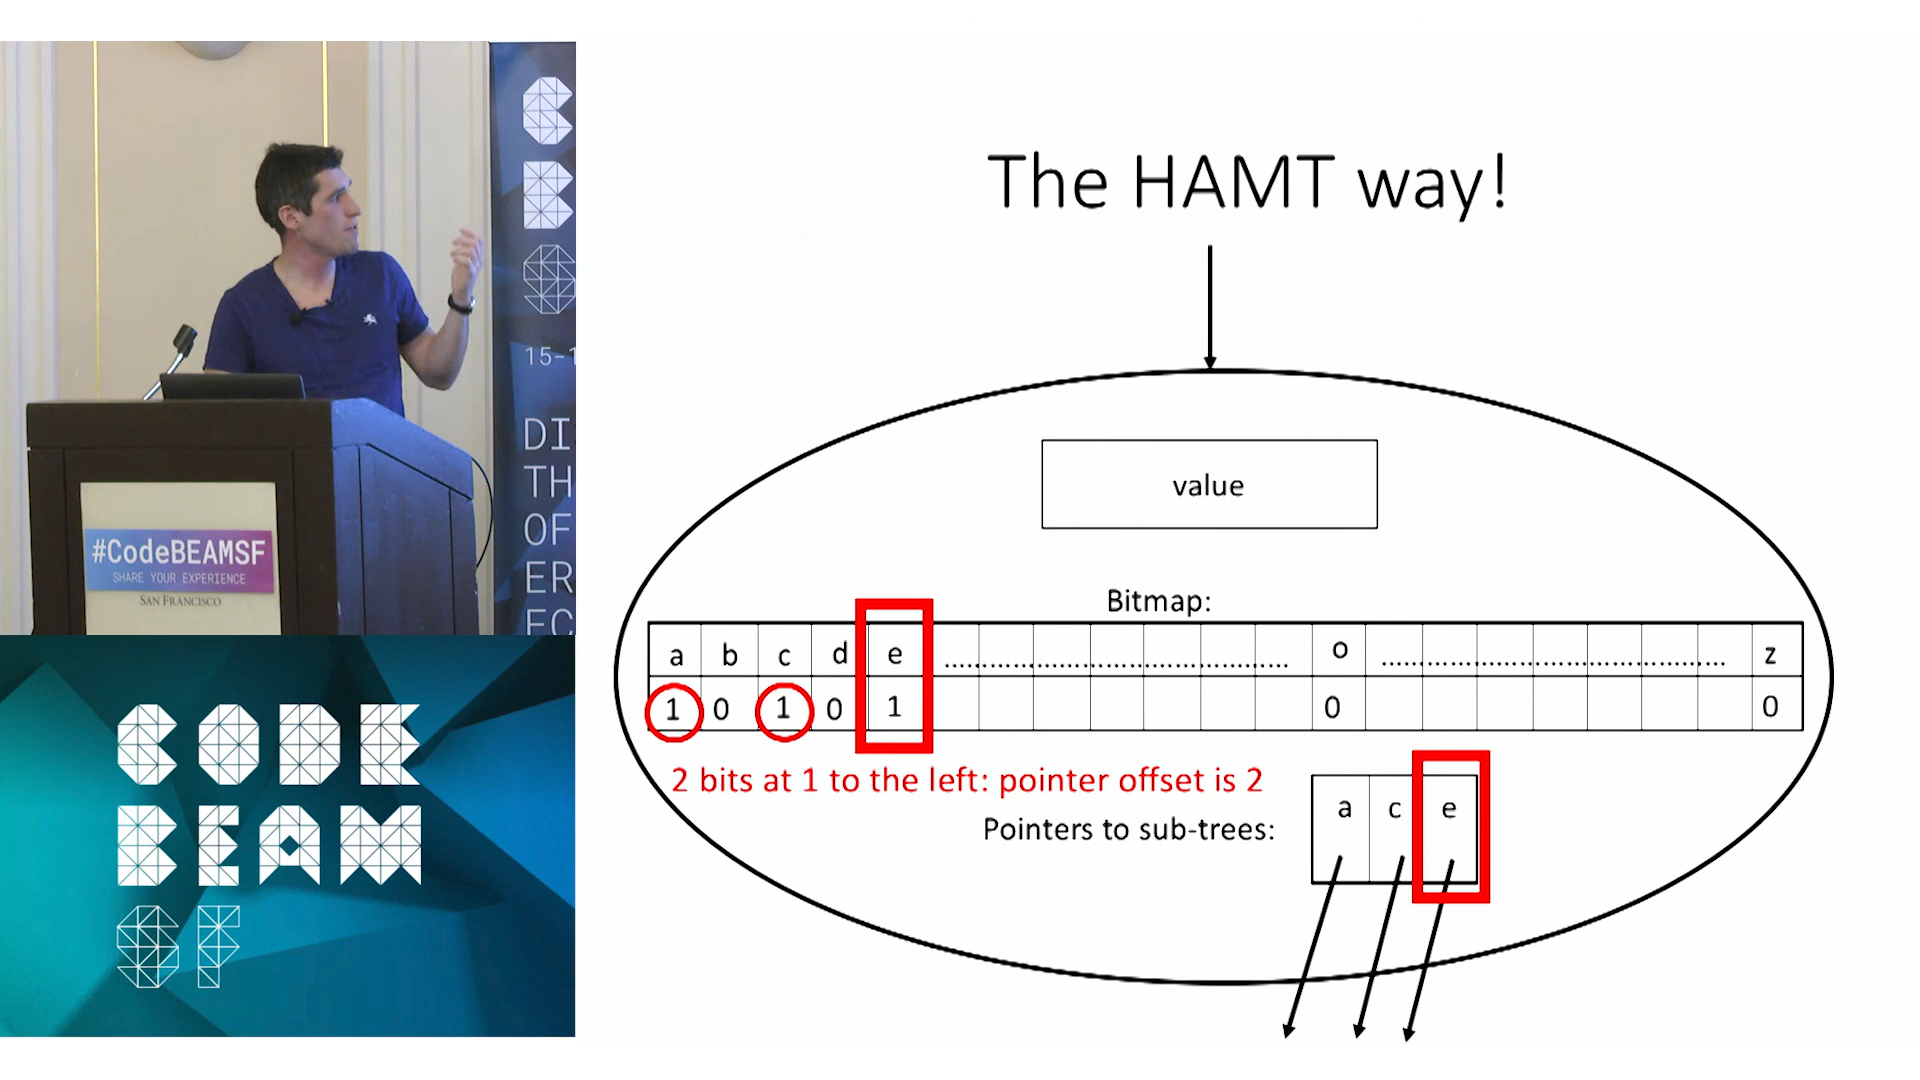 The HAMT way!
value
Bitmap:
a b c d e ........................................ o ........................................ z
1 0 1 0 1 0 0
2 bits at 1 to the left: pointer offset is 2
Pointers to sub-trees:
a c e
CBS
15-1
DI
TH
OF
ER
EC
#CodeBEAMSF
SHARE YOUR EXPERIENCE
SAN FRANCISCO
CODE
BEAM
SF